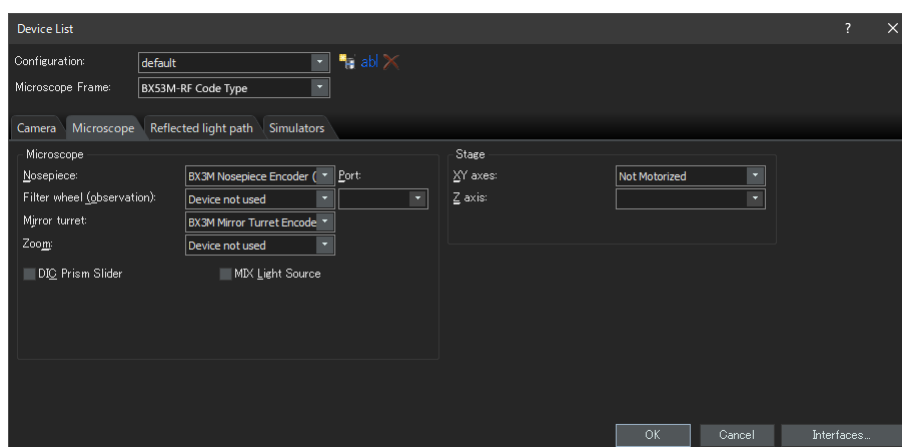 Device List ? ×
Configuration: default abl
Microscope Frame: BX53M-RF Code Type
Camera Microscope Reflected light path Simulators
Microscope Stage
Nosepiece: BX3M Nosepiece Encoder ( Port: XY axes: Not Motorized
Filter wheel (observation): Device not used Z axis:
Mirror turret: BX3M Mirror Turret Encode
Zoom: Device not used
DIC Prism Slider MIX Light Source
OK Cancel Interfaces...